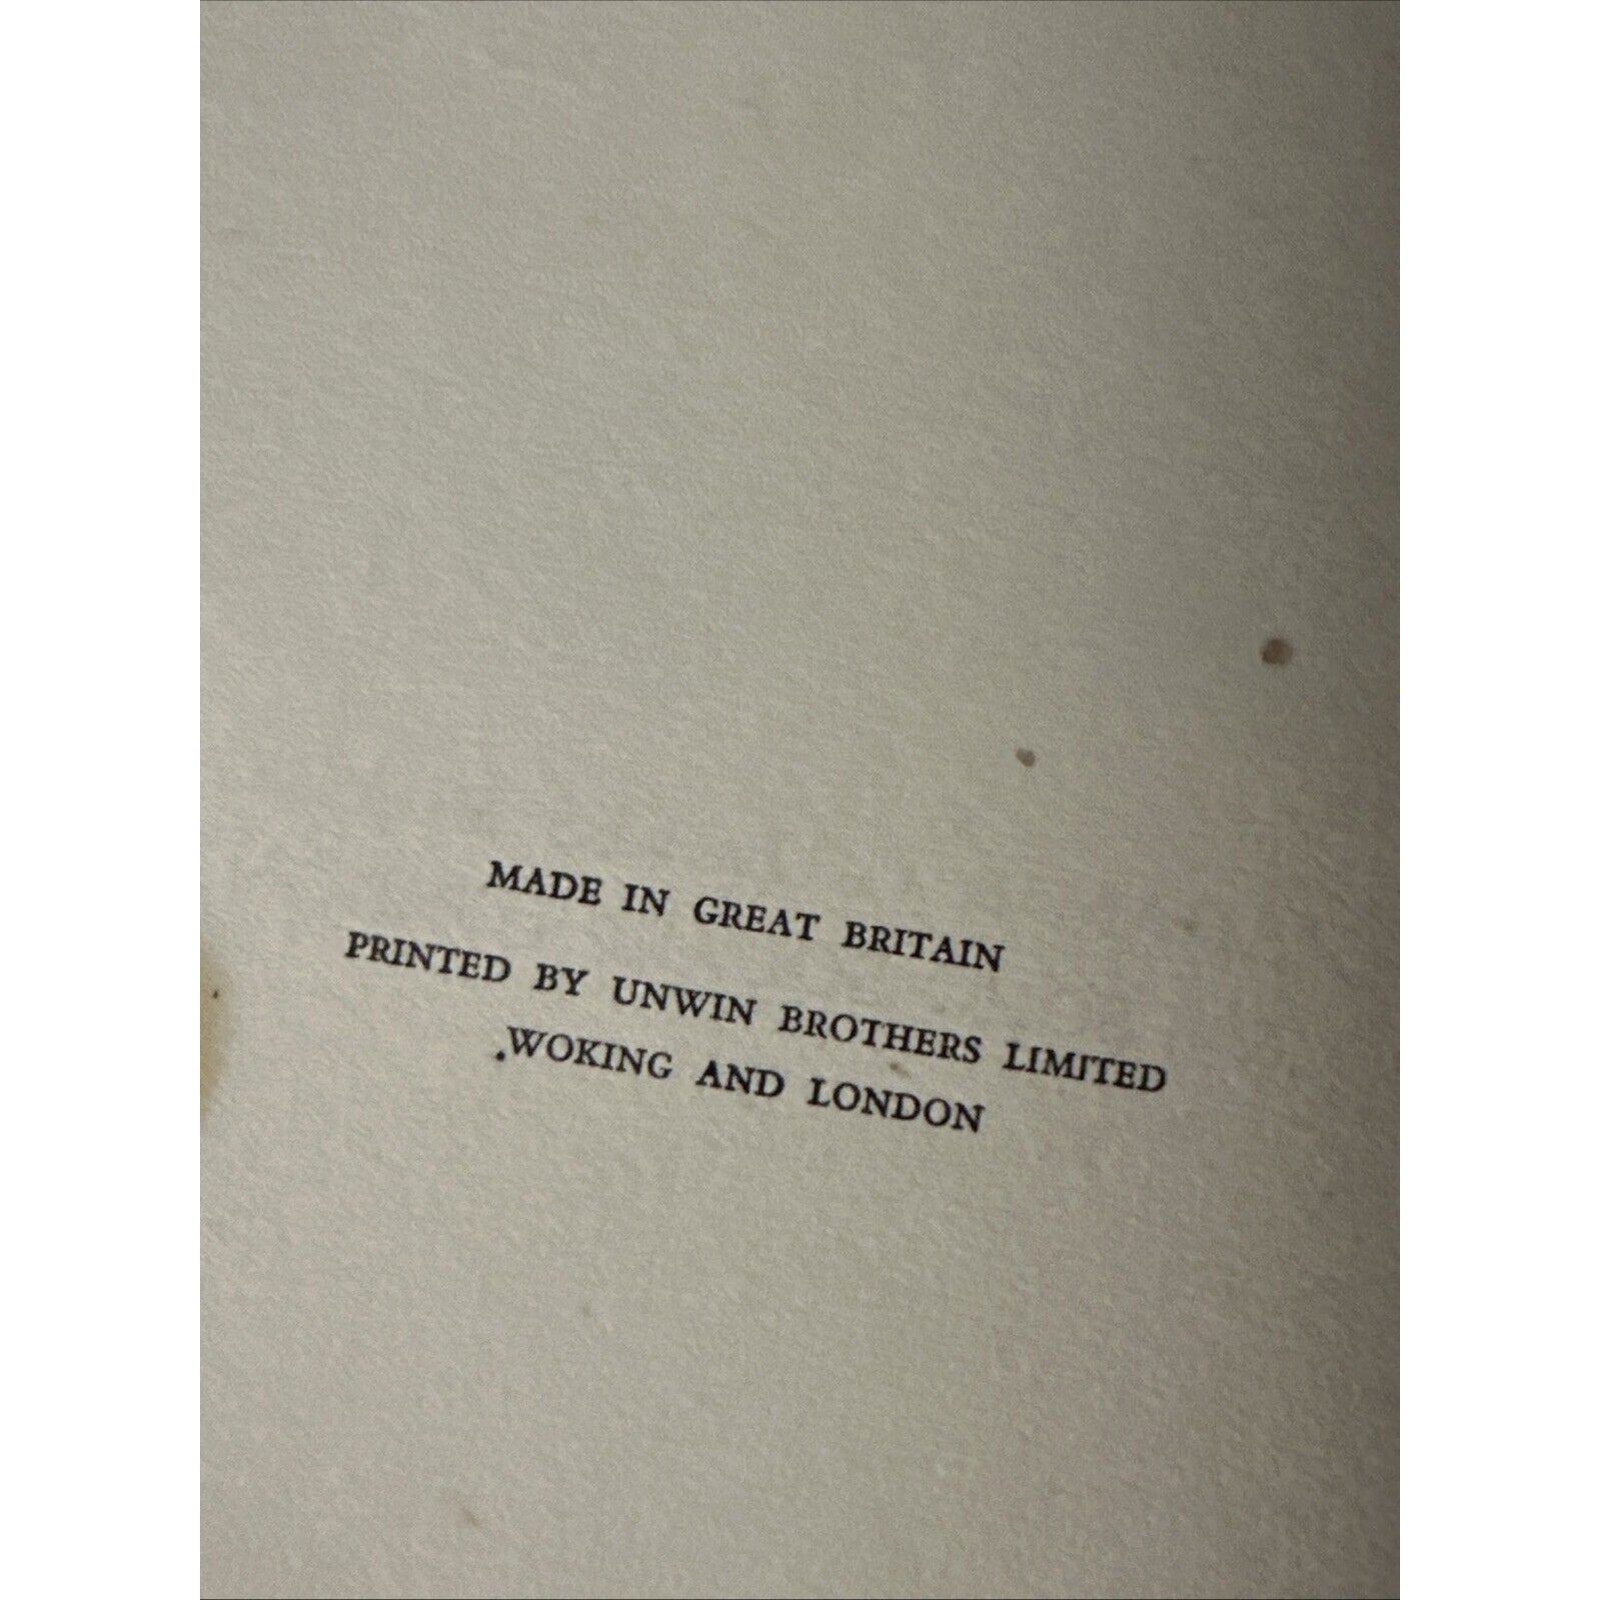 MADE IN GREAT BRITAIN
PRINTED BY UNWIN BROTHERS LIMITED
WOKING AND LONDON